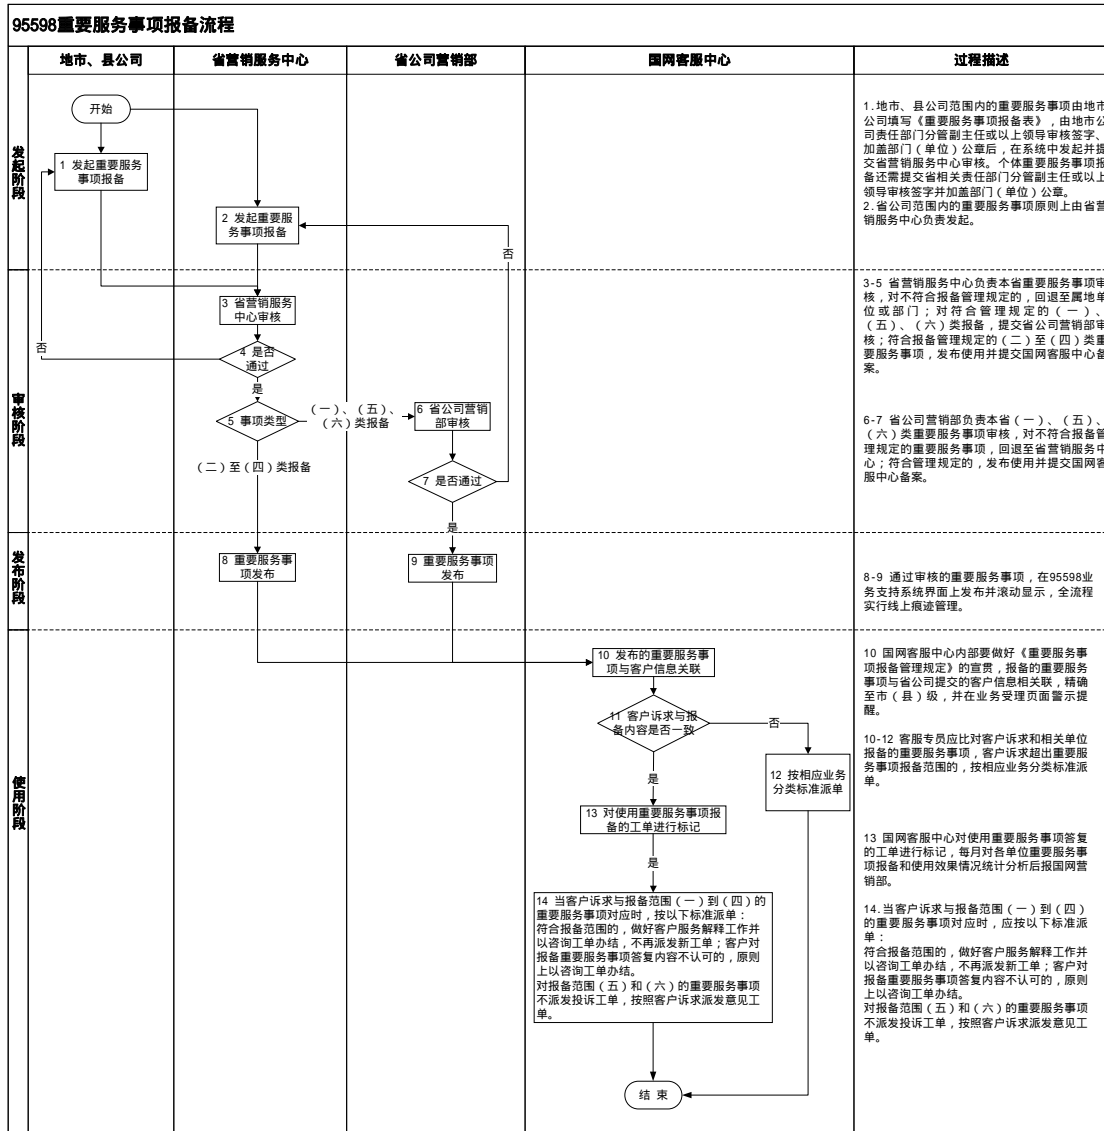 95598重要服务事项报备流程
地市、县公司
省营销服务中心
省公司营销部
国网客服中心
过程描述
发起阶段
开始
1 发起重要服务
事项报备
2 发起重要服
务事项报备
否
1.地市、县公司范围内的重要服务事项由地市
公司填写《重要服务事项报备表》，由地市公
司责任部门分管副主任或以上领导审核签字、
加盖部门（单位）公章后，在系统中发起并提
交省营销服务中心审核。个体重要服务事项报
备还需提交省相关责任部门分管副主任或以上
领导审核签字并加盖部门（单位）公章。
2.省公司范围内的重要服务事项原则上由省营
销服务中心负责发起。
审核阶段
3 省营销服务
中心审核
否
4 是否
通过
是
5 事项类型
（一）、（五）、
（六）类报备
6 省公司营销
部审核
（二）至（四）类报备
7 是否通过
是
3-5 省营销服务中心负责本省重要服务事项审
核，对不符合报备管理规定的，回退至属地单
位或部门；对符合管理规定的（一）、
（五）、（六）类报备，提交省公司营销部审
核；符合报备管理规定的（二）至（四）类重
要服务事项，发布使用并提交国网客服中心备
案。
6-7 省公司营销部负责本省（一）、（五）、
（六）类重要服务事项审核，对不符合报备管
理规定的重要服务事项，回退至省营销服务中
心；符合管理规定的，发布使用并提交国网客
服中心备案。
发布阶段
8 重要服务事
项发布
9 重要服务事项
发布
8-9 通过审核的重要服务事项，在95598业
务支持系统界面上发布并滚动显示，全流程
实行线上痕迹管理。
使用阶段
10 发布的重要服务事
项与客户信息关联
11 客户诉求与报
备内容是否一致
否
12 按相应业务
分类标准派单
是
13 对使用重要服务事项报
备的工单进行标记
是
14 当客户诉求与报备范围（一）到（四）的
重要服务事项对应时，按以下标准派单：
符合报备范围的，做好客户服务解释工作并
以咨询工单办结，不再派发新工单；客户对
报备重要服务事项答复内容不认可的，原则
上以咨询工单办结。
对报备范围（五）和（六）的重要服务事项
不派发投诉工单，按照客户诉求派发意见工
单。
结 束
10 国网客服中心内部要做好《重要服务事
项报备管理规定》的宣贯，报备的重要服务
事项与省公司提交的客户信息相关联，精确
至市（县）级，并在业务受理页面警示提
醒。
10-12 客服专员应比对客户诉求和相关单位
报备的重要服务事项，客户诉求超出重要服
务事项报备范围的，按相应业务分类标准派
单。
13 国网客服中心对使用重要服务事项答复
的工单进行标记，每月对各单位重要服务事
项报备和使用效果情况统计分析后报国网营
销部。
14.当客户诉求与报备范围（一）到（四）
的重要服务事项对应时，应按以下标准派
单：
符合报备范围的，做好客户服务解释工作并
以咨询工单办结，不再派发新工单；客户对
报备重要服务事项答复内容不认可的，原则
上以咨询工单办结。
对报备范围（五）和（六）的重要服务事项
不派发投诉工单，按照客户诉求派发意见工
单。